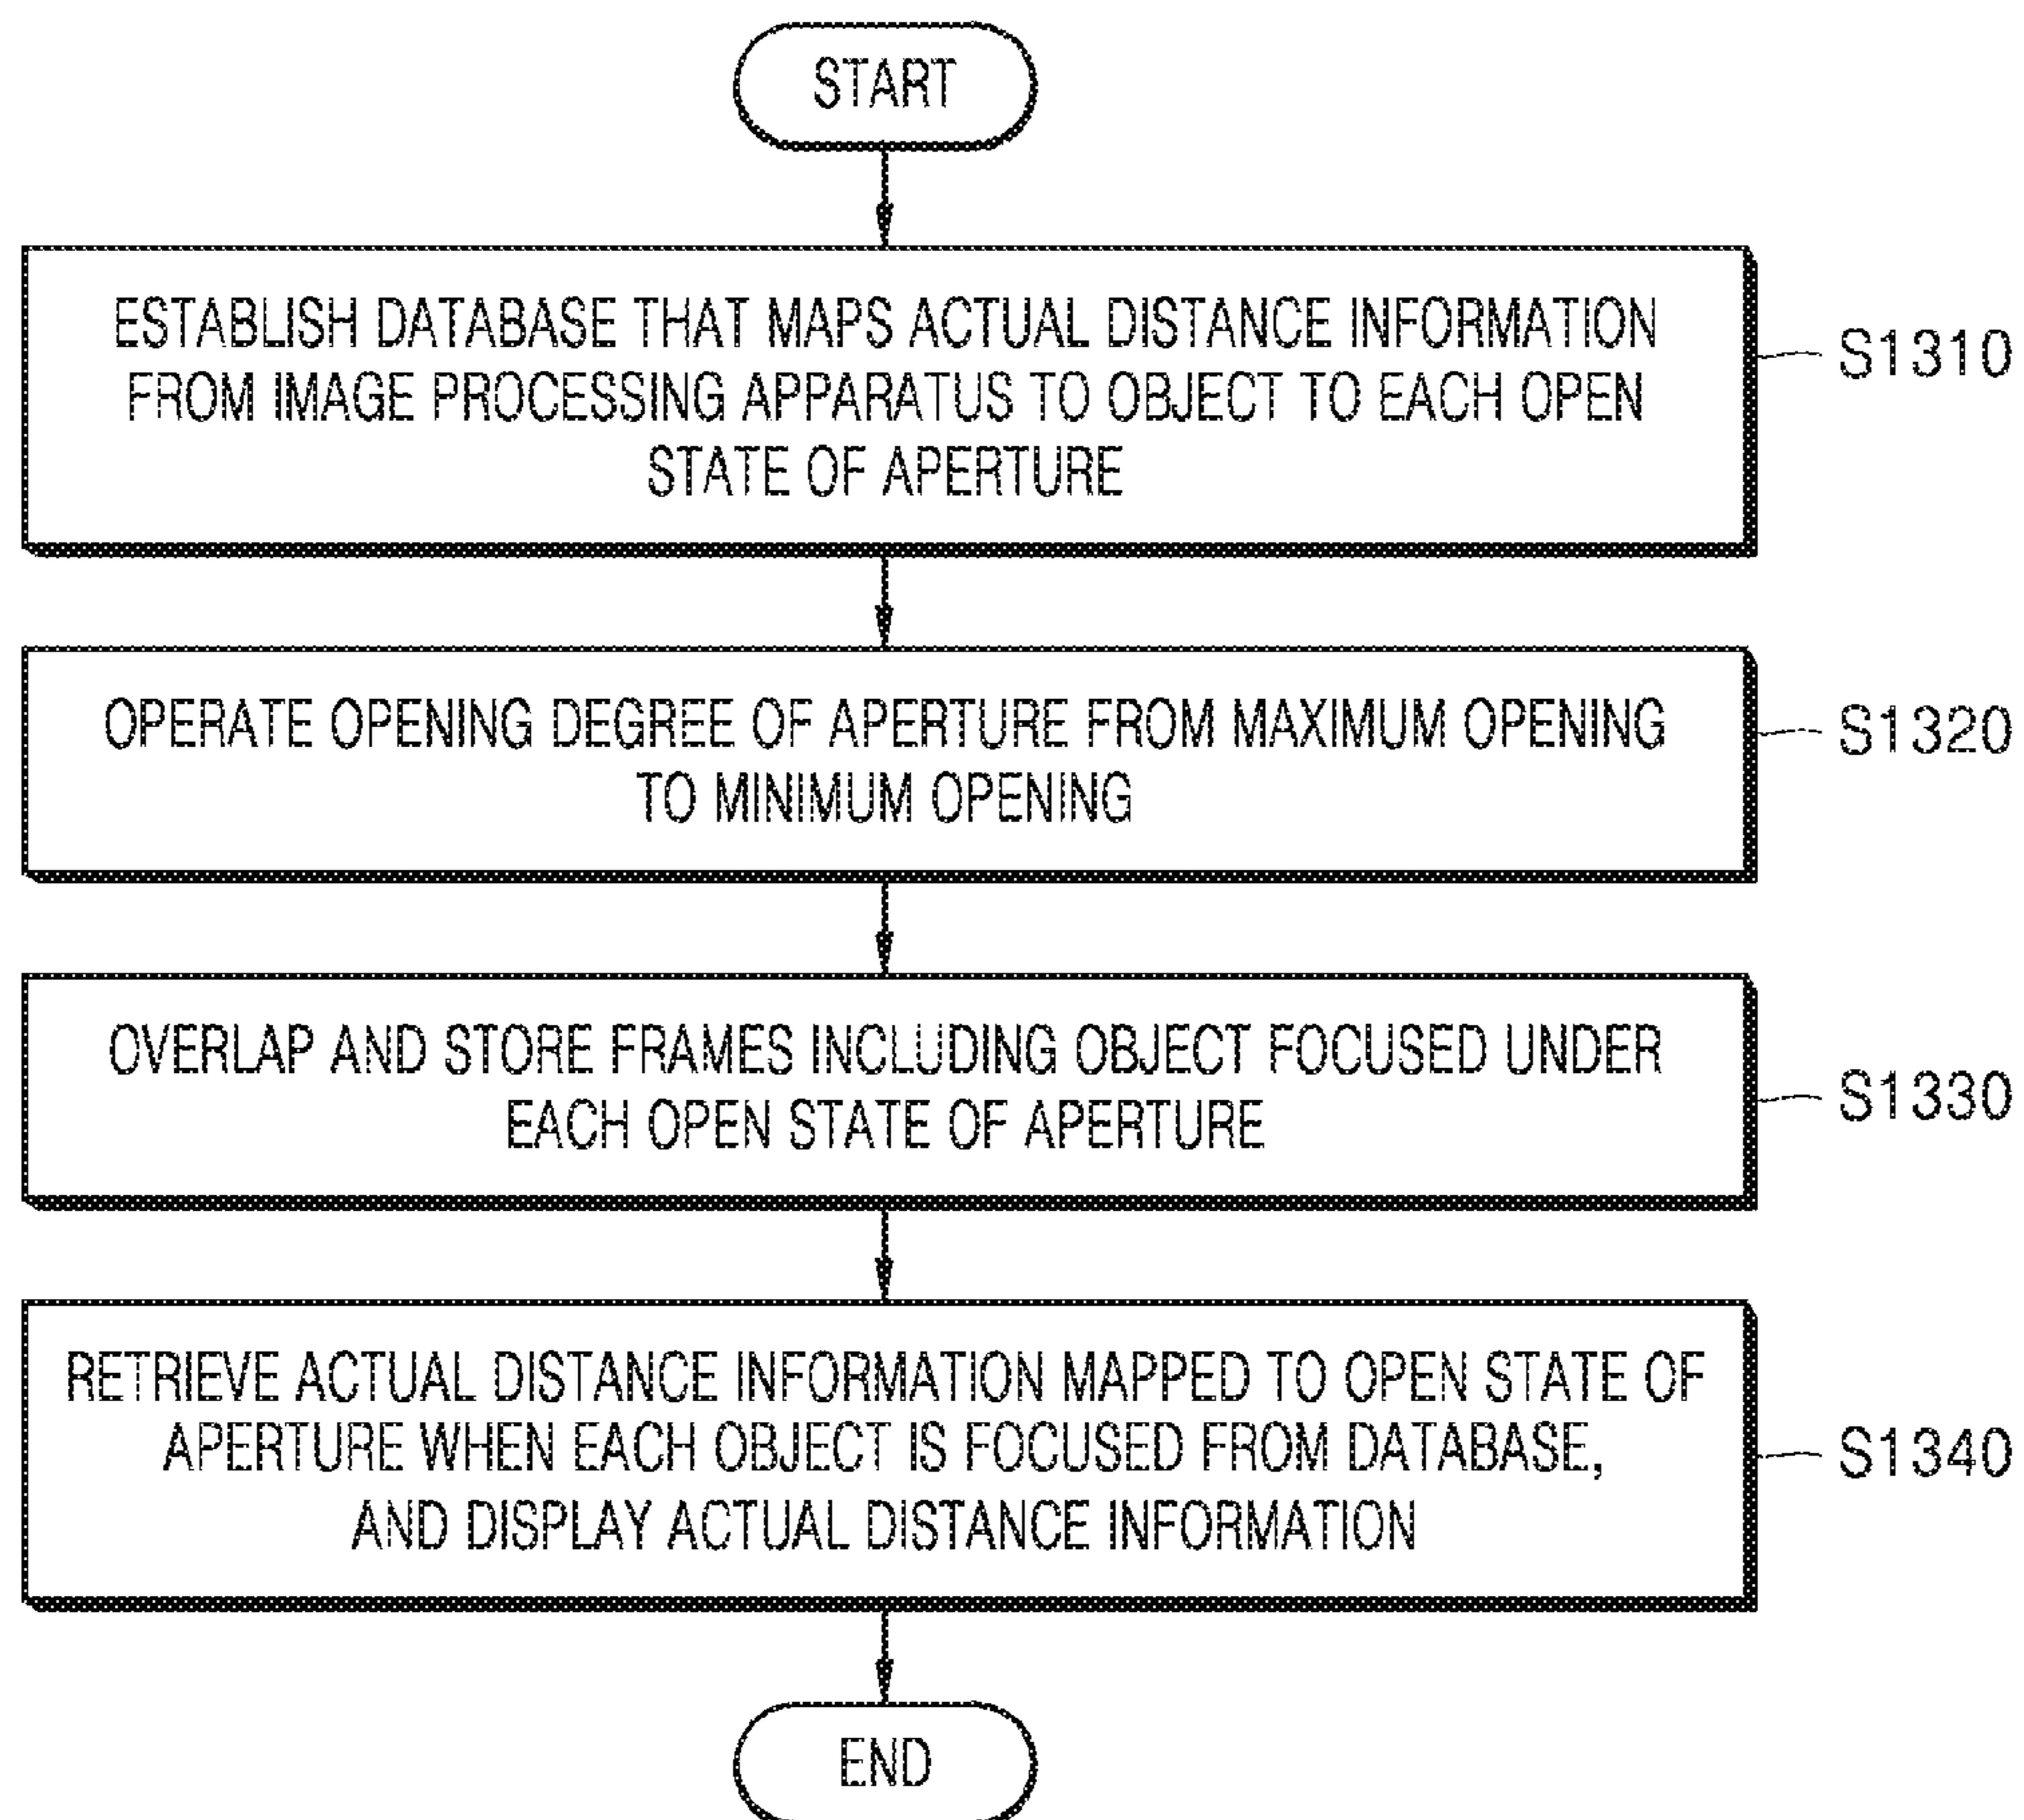 START
ESTABLISH DATABASE THAT MAPS ACTUAL DISTANCE INFORMATION
FROM IMAGE PROCESSING APPARATUS TO OBJECT TO EACH OPEN
STATE OF APERTURE
S1310
OPERATE OPENING DEGREE OF APERTURE FROM MAXIMUM OPENING
TO MINIMUM OPENING
S1320
OVERLAP AND STORE FRAMES INCLUDING OBJECT FOCUSED UNDER
EACH OPEN STATE OF APERTURE
S1330
RETRIEVE ACTUAL DISTANCE INFORMATION MAPPED TO OPEN STATE OF
APERTURE WHEN EACH OBJECT IS FOCUSED FROM DATABASE,
AND DISPLAY ACTUAL DISTANCE INFORMATION
S1340
END